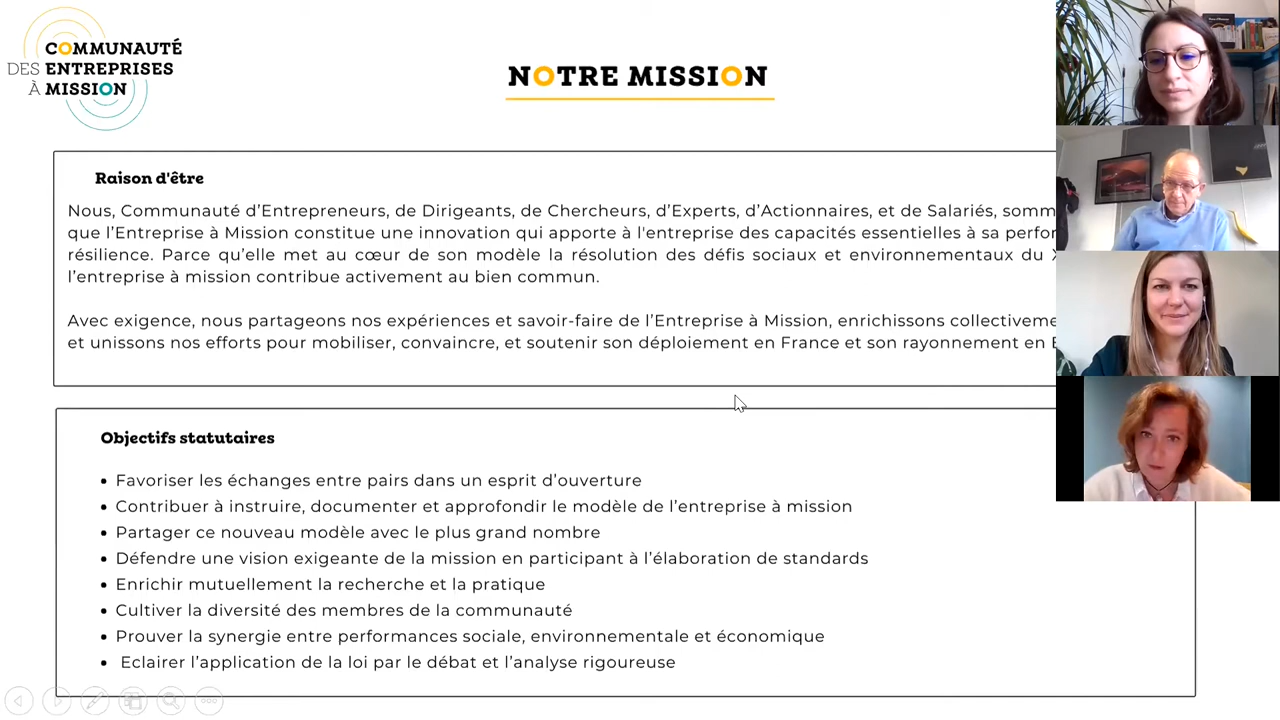 COMMUNAUTÉ
DES ENTREPRISES
À MISSION
NOTRE MISSION
Raison d'être
Nous, Communauté d’Entrepreneurs, de Dirigeants, de Chercheurs, d’Experts, d’Actionnaires, et de Salariés,
que l’Entreprise à Mission constitue une innovation qui apporte à l'entreprise des capacités essentielles à sa
résilience. Parce qu’elle met au cœur de son modèle la résolution des défis sociaux et environnementaux du
l’entreprise à mission contribue activement au bien commun.
Avec exigence, nous partageons nos expériences et savoir-faire de l’Entreprise à Mission, enrichissons
et unissons nos efforts pour mobiliser, convaincre, et soutenir son déploiement en France et son rayonnement en
Objectifs statutaires
• Favoriser les échanges entre pairs dans un esprit d’ouverture
• Contribuer à instruire, documenter et approfondir le modèle de l’entreprise à mission
• Partager ce nouveau modèle avec le plus grand nombre
• Défendre une vision exigeante de la mission en participant à l’élaboration de standards
• Enrichir mutuellement la recherche et la pratique
• Cultiver la diversité des membres de la communauté
• Prouver la synergie entre performances sociale, environnementale et économique
• Eclairer l’application de la loi par le débat et l’analyse rigoureuse